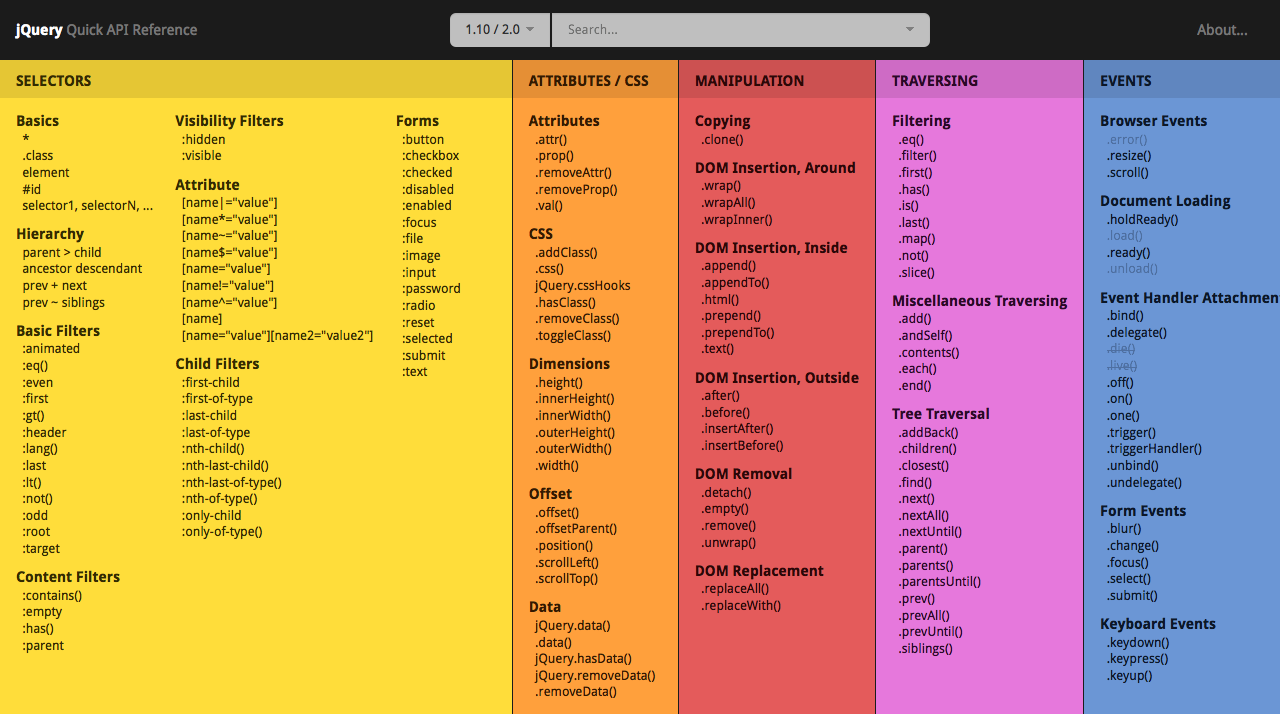 jQuery Quick API Reference
1.10 / 2.0
Search...
About...
SELECTORS
Basics
*
.class
element
#id
selector1, selectorN, ...
Hierarchy
parent > child
ancestor descendant
prev + next
prev ~ siblings
Basic Filters
:animated
:eq()
:even
:first
:gt()
:header
:lang()
:last
:lt()
:not()
:odd
:root
:target
Content Filters
:contains()
:empty
:has()
:parent
Visibility Filters
:hidden
:visible
Attribute
[name|="value"]
[name*="value"]
[name~="value"]
[name$="value"]
[name="value"]
[name!="value"]
[name^="value"]
[name]
[name="value"][name2="value2"]
Child Filters
:first-child
:first-of-type
:last-child
:last-of-type
:nth-child()
:nth-last-child()
:nth-last-of-type()
:nth-of-type()
:only-child
:only-of-type()
Forms
:button
:checkbox
:checked
:disabled
:enabled
:focus
:file
:image
:input
:password
:radio
:reset
:selected
:submit
:text
ATTRIBUTES / CSS
Attributes
.attr()
.prop()
.removeAttr()
.removeProp()
.val()
CSS
.addClass()
.css()
jQuery.cssHooks
.hasClass()
.removeClass()
.toggleClass()
Dimensions
.height()
.innerHeight()
.innerWidth()
.outerHeight()
.outerWidth()
.width()
Offset
.offset()
.offsetParent()
.position()
.scrollLeft()
.scrollTop()
Data
jQuery.data()
.data()
jQuery.hasData()
jQuery.removeData()
.removeData()
MANIPULATION
Copying
.clone()
DOM Insertion, Around
.wrap()
.wrapAll()
.wrapInner()
DOM Insertion, Inside
.append()
.appendTo()
.html()
.prepend()
.prependTo()
.text()
DOM Insertion, Outside
.after()
.before()
.insertAfter()
.insertBefore()
DOM Removal
.detach()
.empty()
.remove()
.unwrap()
DOM Replacement
.replaceAll()
.replaceWith()
TRAVERSING
Filtering
.eq()
.filter()
.first()
.has()
.is()
.last()
.map()
.not()
.slice()
Miscellaneous Traversing
.add()
.andSelf()
.contents()
.each()
.end()
Tree Traversal
.addBack()
.children()
.closest()
.find()
.next()
.nextAll()
.nextUntil()
.parent()
.parents()
.parentsUntil()
.prev()
.prevAll()
.prevUntil()
.siblings()
EVENTS
Browser Events
.error()
.resize()
.scroll()
Document Loading
.holdReady()
.load()
.ready()
.unload()
Event Handler Attachmen
.bind()
.delegate()
.die()
.live()
.off()
.on()
.one()
.trigger()
.triggerHandler()
.unbind()
.undelegate()
Form Events
.blur()
.change()
.focus()
.select()
.submit()
Keyboard Events
.keydown()
.keypress()
.keyup()